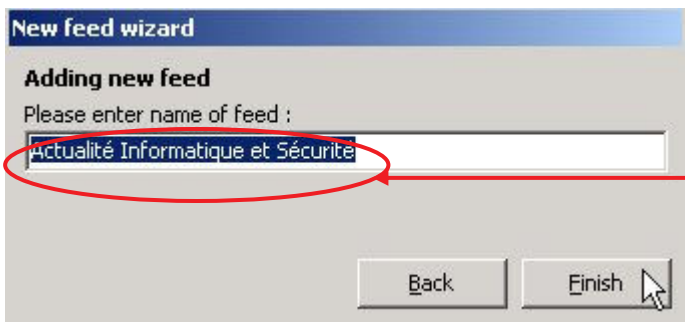 New feed wizard
Adding new feed
Please enter name of feed :
Actualité Informatique et Sécurité
Back
Finish